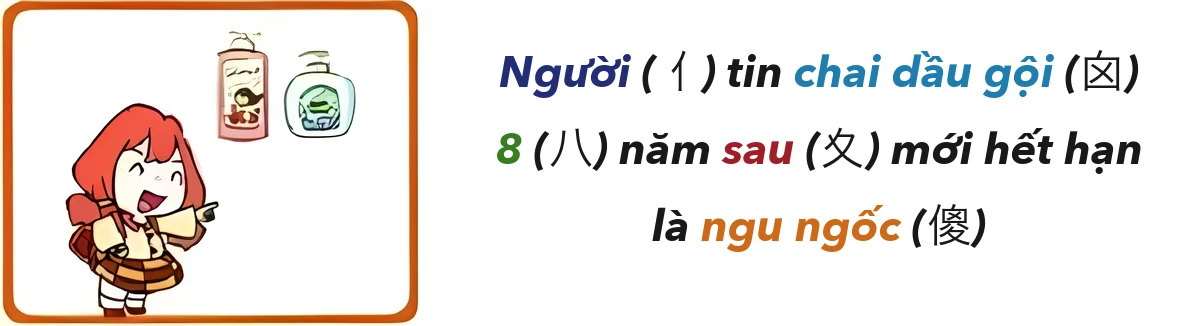 Người (亻) tin chai dầu gội (囟)
8 (八) năm sau (夂) mới hết hạn
là ngu ngốc (傻)